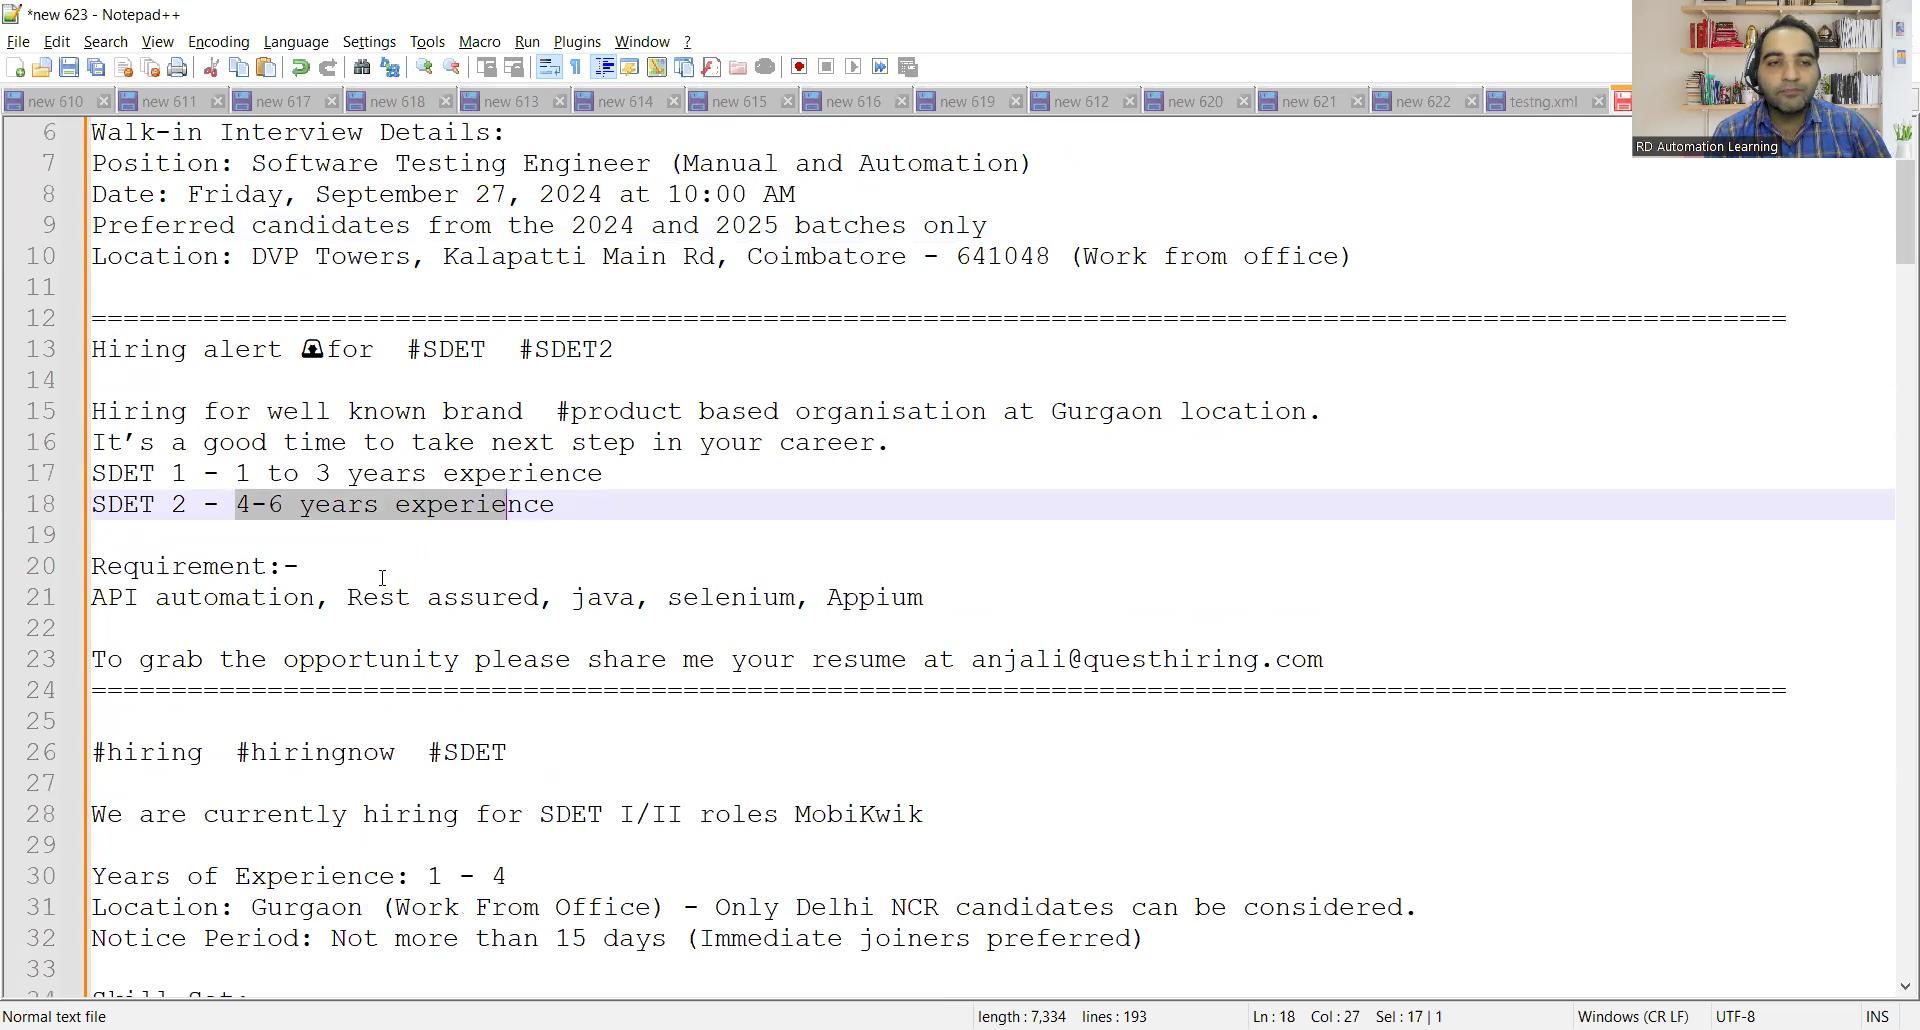 *new 623 - Notepad++
File Edit Search View Encoding Language Settings Tools Macro Run Plugins Window ?
new 610 new 611 new 617 new 618 new 613 new 614 new 615 new 616 new 619 new 612 new 620 new 621 new 622 testng.xml
RD Automation Learning
6 Walk-in Interview Details:
7 Position: Software Testing Engineer (Manual and Automation)
8 Date: Friday, September 27, 2024 at 10:00 AM
9 Preferred candidates from the 2024 and 2025 batches only
10 Location: DVP Towers, Kalapatti Main Rd, Coimbatore - 641048 (Work from office)
11
12 ==========================================================================================================
13 Hiring alert 🚨for #SDET #SDET2
14
15 Hiring for well known brand #product based organisation at Gurgaon location.
16 It’s a good time to take next step in your career.
17 SDET 1 - 1 to 3 years experience
18 SDET 2 - 4-6 years experience
19
20 Requirement:-
21 API automation, Rest assured, java, selenium, Appium
22
23 To grab the opportunity please share me your resume at anjali@questhiring.com
24 ==========================================================================================================
25
26 #hiring #hiringnow #SDET
27
28 We are currently hiring for SDET I/II roles MobiKwik
29
30 Years of Experience: 1 - 4
31 Location: Gurgaon (Work From Office) - Only Delhi NCR candidates can be considered.
32 Notice Period: Not more than 15 days (Immediate joiners preferred)
33
34 Skill Set:
Normal text file length : 7,334 lines : 193 Ln : 18 Col : 27 Sel : 17 | 1 Windows (CR LF) UTF-8 INS